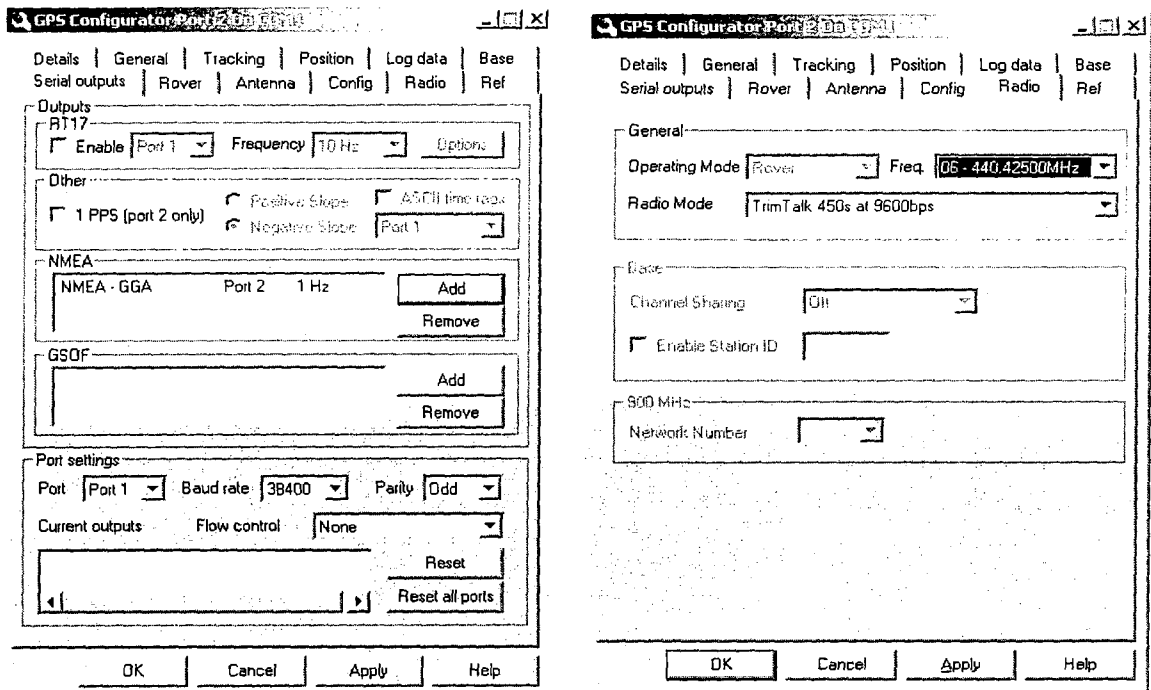 GPS Configurator Port 2 On
Details General Tracking Position Log data Base
Serial outputs Rover Antenna Config Radio Ref
Outputs
RT17
Enable Port 1 Frequency 10 Hz Options
Other
1 PPS (port 2 only) Positive Slope ASCII time tags
Negative Slope Port 1
NMEA
NMEA - GGA Port 2 1 Hz Add
Remove
GSOF
Add
Remove
Port settings
Port Port 1 Baud rate 38400 Parity Odd
Current outputs Flow control None
Reset
Reset all ports
OK Cancel Apply Help
GPS Configurator Port 2 On
Details General Tracking Position Log data Base
Serial outputs Rover Antenna Config Radio Ref
General
Operating Mode Rover Freq. 06 - 440.42500MHz
Radio Mode TrimTalk 450s at 9600bps
Base
Channel Sharing Off
Enable Station ID
900 MHz
Network Number
OK Cancel Apply Help